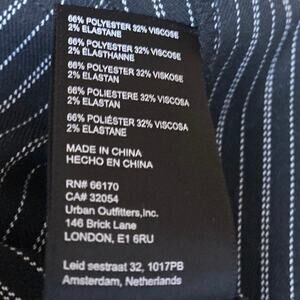 66% POLYESTER 32% VISCOSE
2% ELASTAN
66% POLYESTER 32% VISCOSE
2% ELASTHANNE
66% POLYESTER 32% VISKOSE
2% ELASTAN
66% POLIESTERE 32% VISCOSA
2% ELASTAN
66% POLIÉSTER 32% VISCOSA
2% ELASTANE
MADE IN CHINA
HECHO EN CHINA
RN# 66170
CA# 32054
Urban Outfitters,Inc.
146 Brick Lane
LONDON, E1 6RU
Leid sestraat 32, 1017PB
Amsterdam, Netherlands